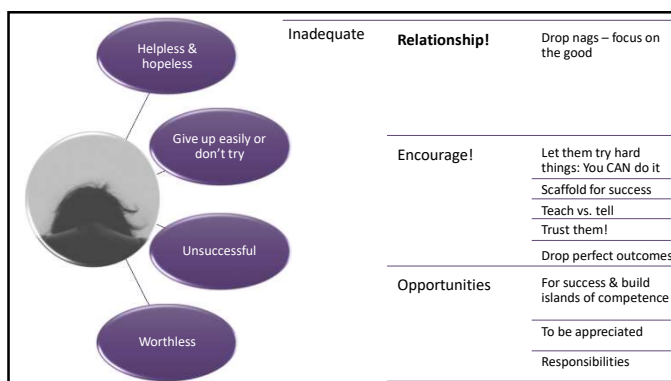 Helpless &
hopeless
Give up easily or
don't try
Unsuccessful
Worthless
Inadequate
Relationship!
Drop nags – focus on
the good
Encourage!
Let them try hard
things: You CAN do it
Scaffold for success
Teach vs. tell
Trust them!
Drop perfect outcomes
Opportunities
For success & build
islands of competence
To be appreciated
Responsibilities